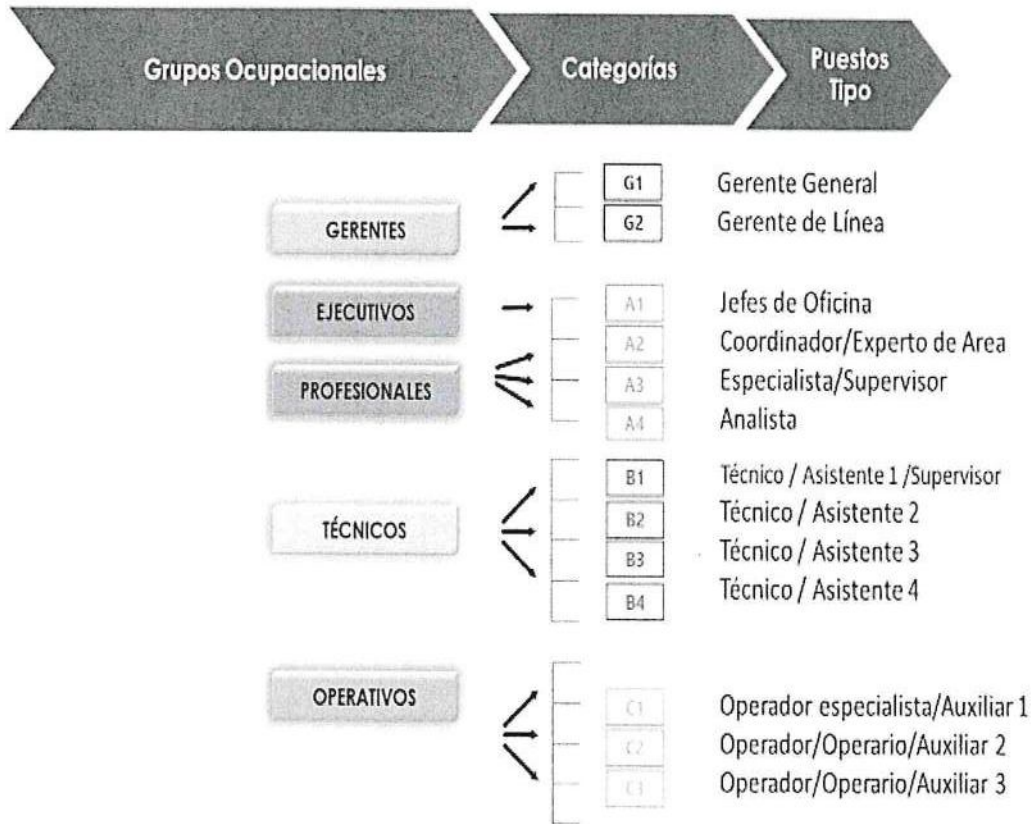 Grupos Ocupacionales
Categorías
Puestos
Tipo
GERENTES
G1 Gerente General
G2 Gerente de Línea
EJECUTIVOS
A1 Jefes de Oficina
A2 Coordinador/Experto de Area
PROFESIONALES
A3 Especialista/Supervisor
A4 Analista
TÉCNICOS
B1 Técnico / Asistente 1 /Supervisor
B2 Técnico / Asistente 2
B3 Técnico / Asistente 3
B4 Técnico / Asistente 4
OPERATIVOS
C1 Operador especialista/Auxiliar 1
C2 Operador/Operario/Auxiliar 2
Operador/Operario/Auxiliar 3